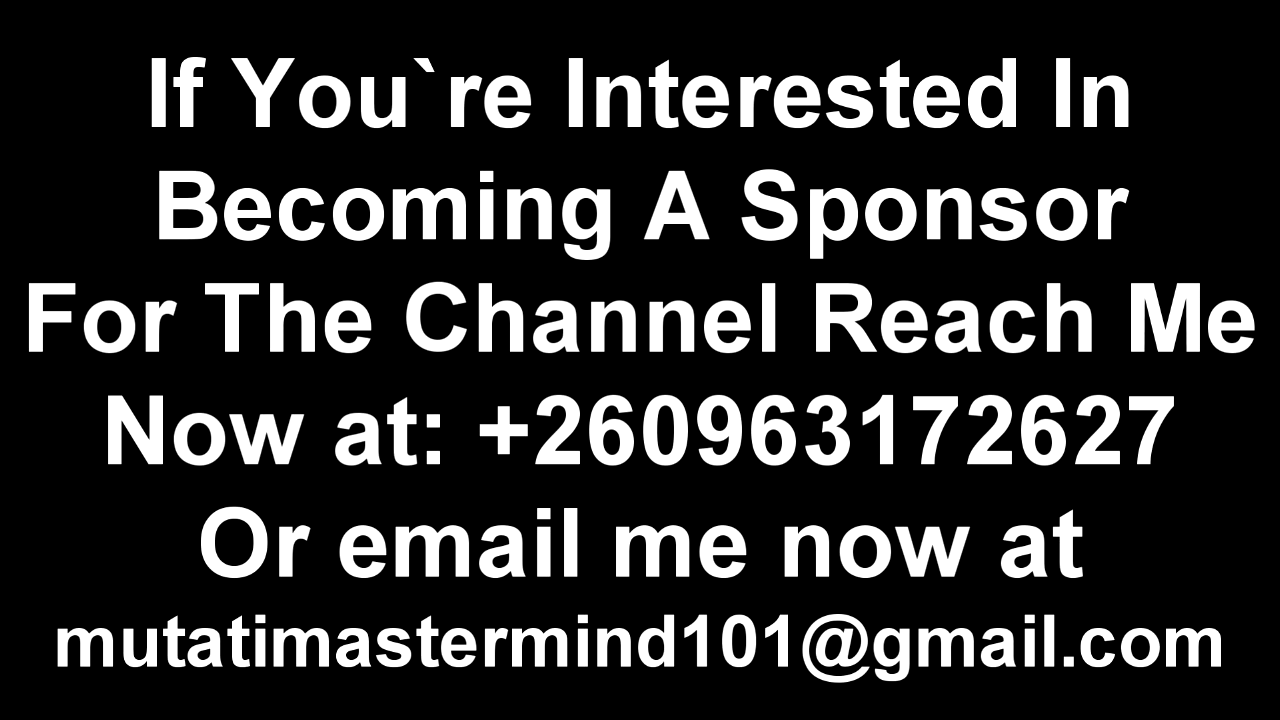 If You`re Interested In
Becoming A Sponsor
For The Channel Reach Me
Now at: +260963172627
Or email me now at
mutatimastermind101@gmail.com